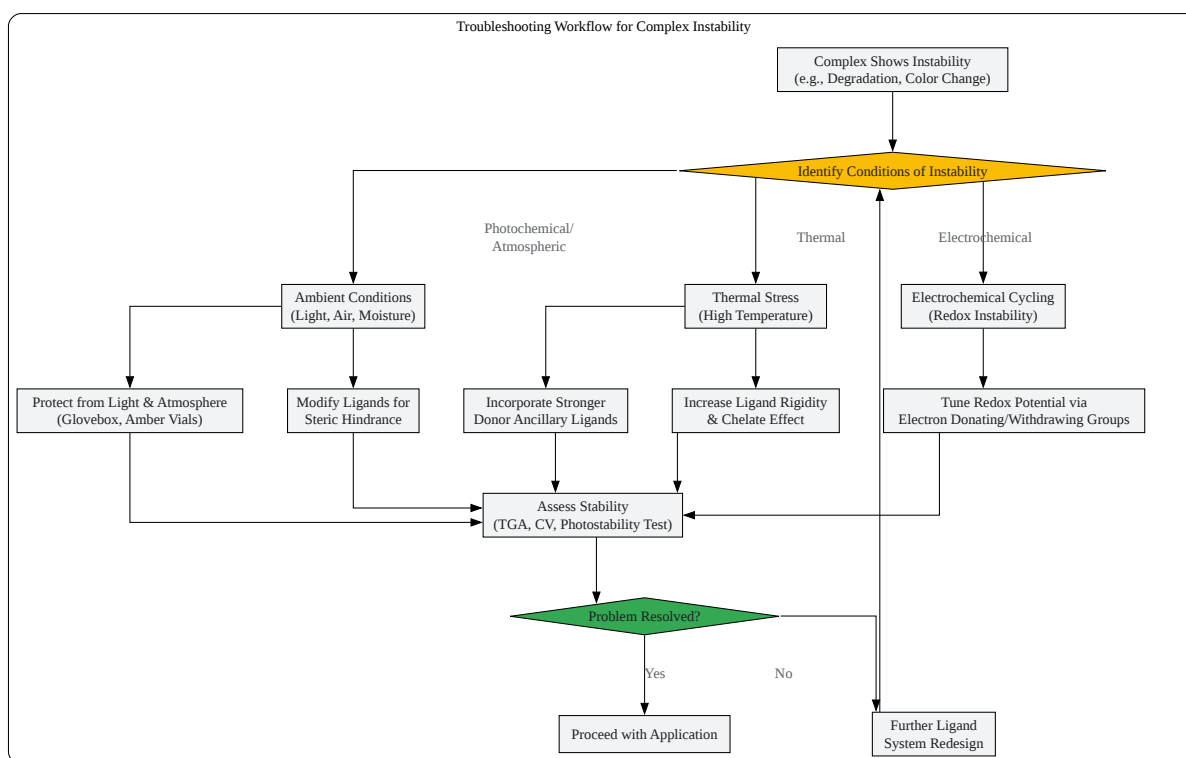 Troubleshooting Workflow for Complex Instability
Complex Shows Instability
(e.g., Degradation, Color Change)
Identify Conditions of Instability
Photochemical/
Atmospheric
Thermal
Electrochemical
Ambient Conditions
(Light, Air, Moisture)
Thermal Stress
(High Temperature)
Electrochemical Cycling
(Redox Instability)
Protect from Light & Atmosphere
(Glovebox, Amber Vials)
Modify Ligands for
Steric Hindrance
Incorporate Stronger
Donor Ancillary Ligands
Increase Ligand Rigidity
& Chelate Effect
Tune Redox Potential via
Electron Donating/Withdrawing Groups
Assess Stability
(TGA, CV, Photostability Test)
Problem Resolved?
Yes
No
Proceed with Application
Further Ligand
System Redesign